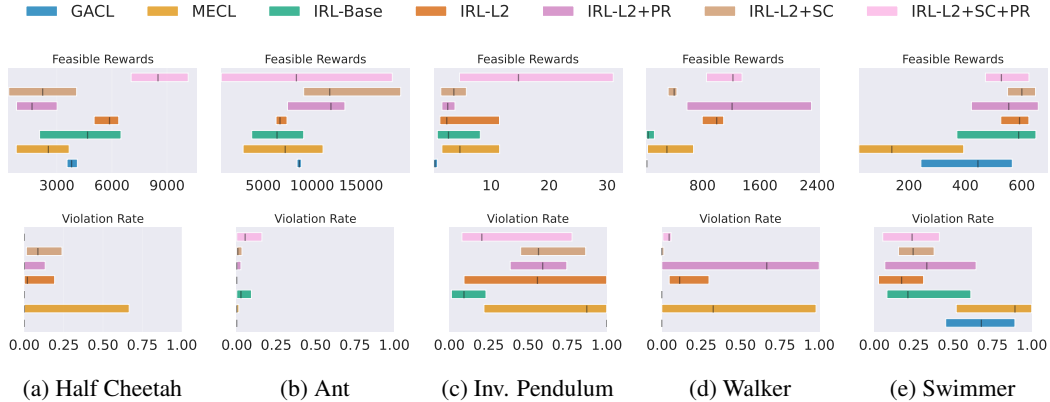 GACL MECL IRL-Base IRL-L2 IRL-L2+PR IRL-L2+SC IRL-L2+SC+PR
Feasible Rewards Feasible Rewards Feasible Rewards Feasible Rewards Feasible Rewards
3000 6000 9000 5000 10000 15000 10 20 30 800 1600 2400 200 400 600
Violation Rate Violation Rate Violation Rate Violation Rate Violation Rate
0.00 0.25 0.50 0.75 1.00 0.00 0.25 0.50 0.75 1.00 0.00 0.25 0.50 0.75 1.00 0.00 0.25 0.50 0.75 1.00 0.00 0.25 0.50 0.75 1.00
(a) Half Cheetah (b) Ant (c) Inv. Pendulum (d) Walker (e) Swimmer